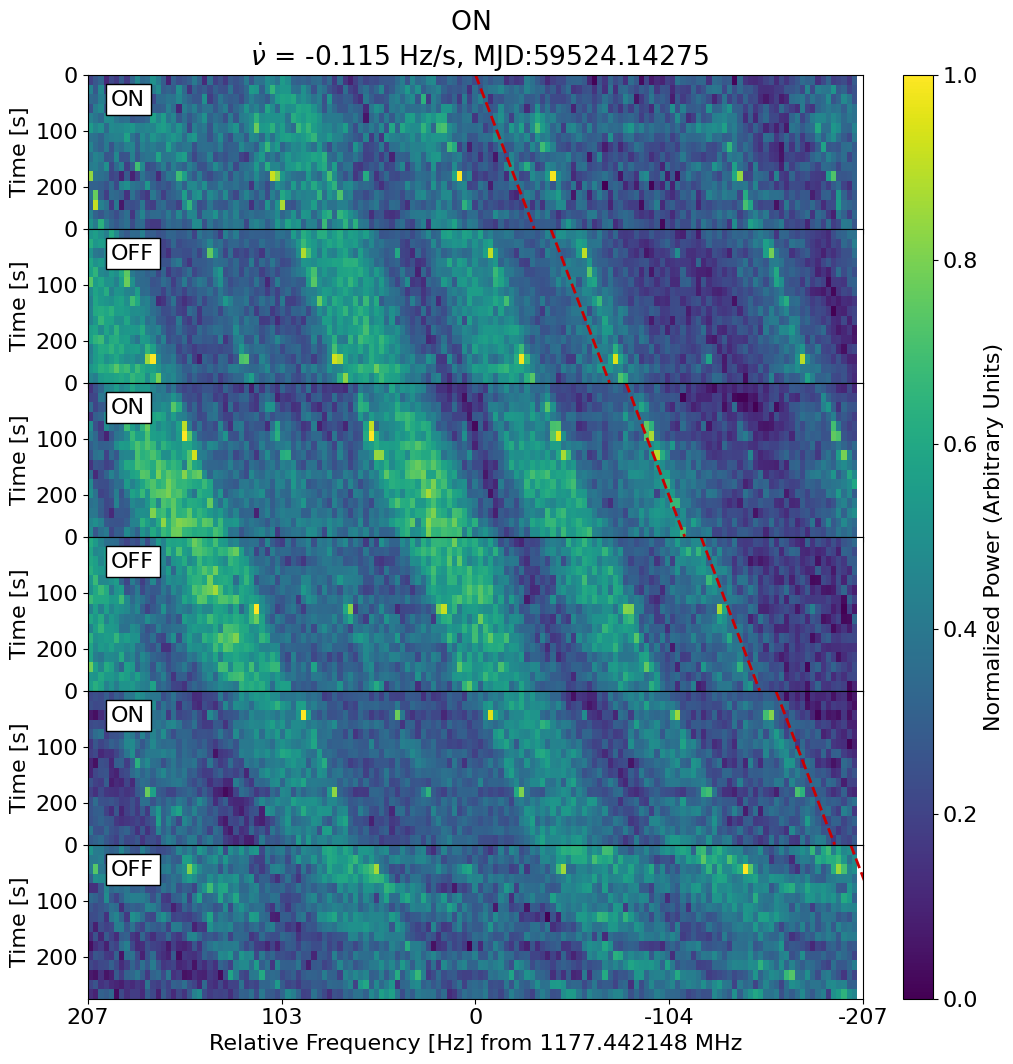 ON
ν̇ = -0.115 Hz/s, MJD:59524.14275
0
ON
100
Time [s]
200
0
OFF
100
Time [s]
200
0
ON
100
Time [s]
200
0
OFF
100
Time [s]
200
0
ON
100
Time [s]
200
0
OFF
100
Time [s]
200
207 103 0 -104 -207
Relative Frequency [Hz] from 1177.442148 MHz
1.0
0.8
0.6
0.4
0.2
0.0
Normalized Power (Arbitrary Units)